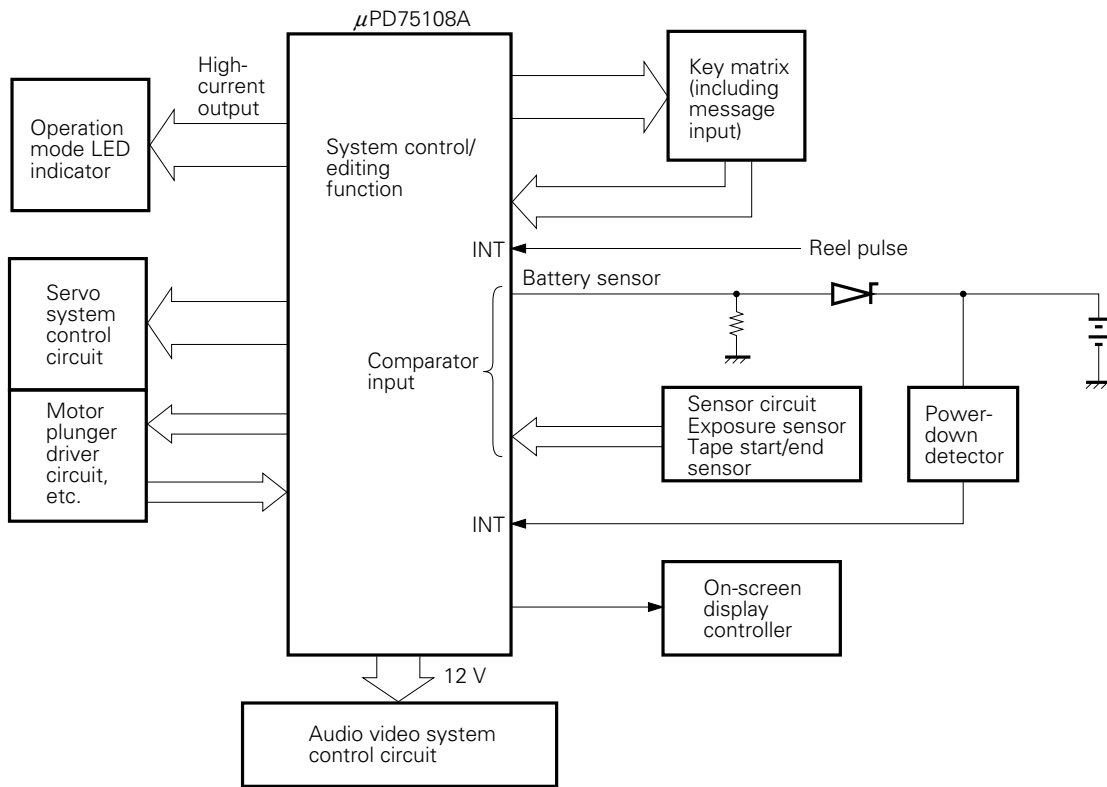 μPD75108A
High-
current
output
Operation
mode LED
indicator
System control/
editing
function
Key matrix
(including
message
input)
INT
Reel pulse
Battery sensor
Servo
system
control
circuit
Comparator
input
Motor
plunger
driver
circuit,
etc.
Sensor circuit
Exposure sensor
Tape start/end
sensor
Power-
down
detector
INT
On-screen
display
controller
12 V
Audio video system
control circuit